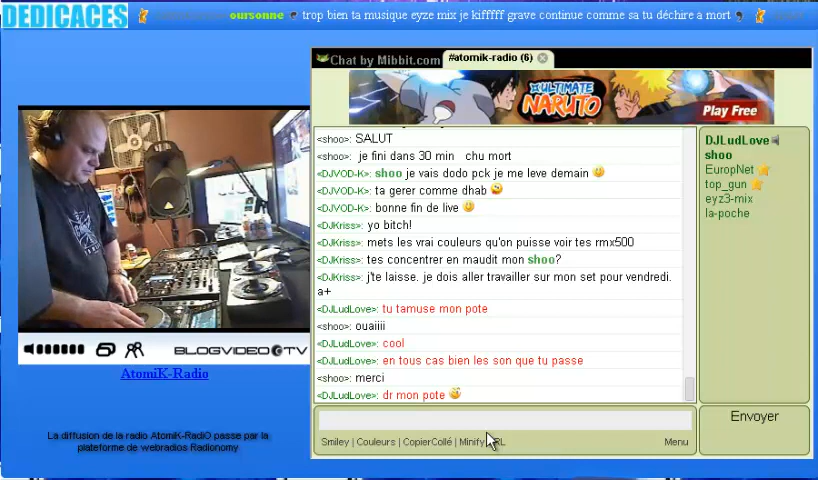 DEDICACES
oursonne trop bien ta musique eyze mix je kifffff grave continue comme sa tu déchire a mort
Chat by Mibbit.com
#atomik-radio (6)
ULTIMATE
NARUTO
Play Free
<shoo>: SALUT
<shoo>: je fini dans 30 min chu mort
<DJVOD-K>: shoo je vais dodo pck je me leve demain
<DJVOD-K>: ta gerer comme dhab
<DJVOD-K>: bonne fin de live
<DJKriss>: yo bitch!
<DJKriss>: mets les vrai couleurs qu'on puisse voir tes rmx500
<DJKriss>: tes concentrer en maudit mon shoo?
<DJKriss>: j'te laisse. je dois aller travailler sur mon set pour vendredi.
a+
<DJLudLove>: tu tamuse mon pote
<shoo>: ouaiiii
<DJLudLove>: cool
<DJLudLove>: en tous cas bien les son que tu passe
<shoo>: merci
<DJLudLove>: dr mon pote
DJLudLove
shoo
EuropNet
top_gun
eyz3-mix
la-poche
Envoyer
Smiley | Couleurs | CopierCollé | Minify
Menu
BLOGVIDEO TV
AtomiK-Radio
La diffusion de la radio AtomiK-RadiO passe par la
plateforme de webradios Radionomy